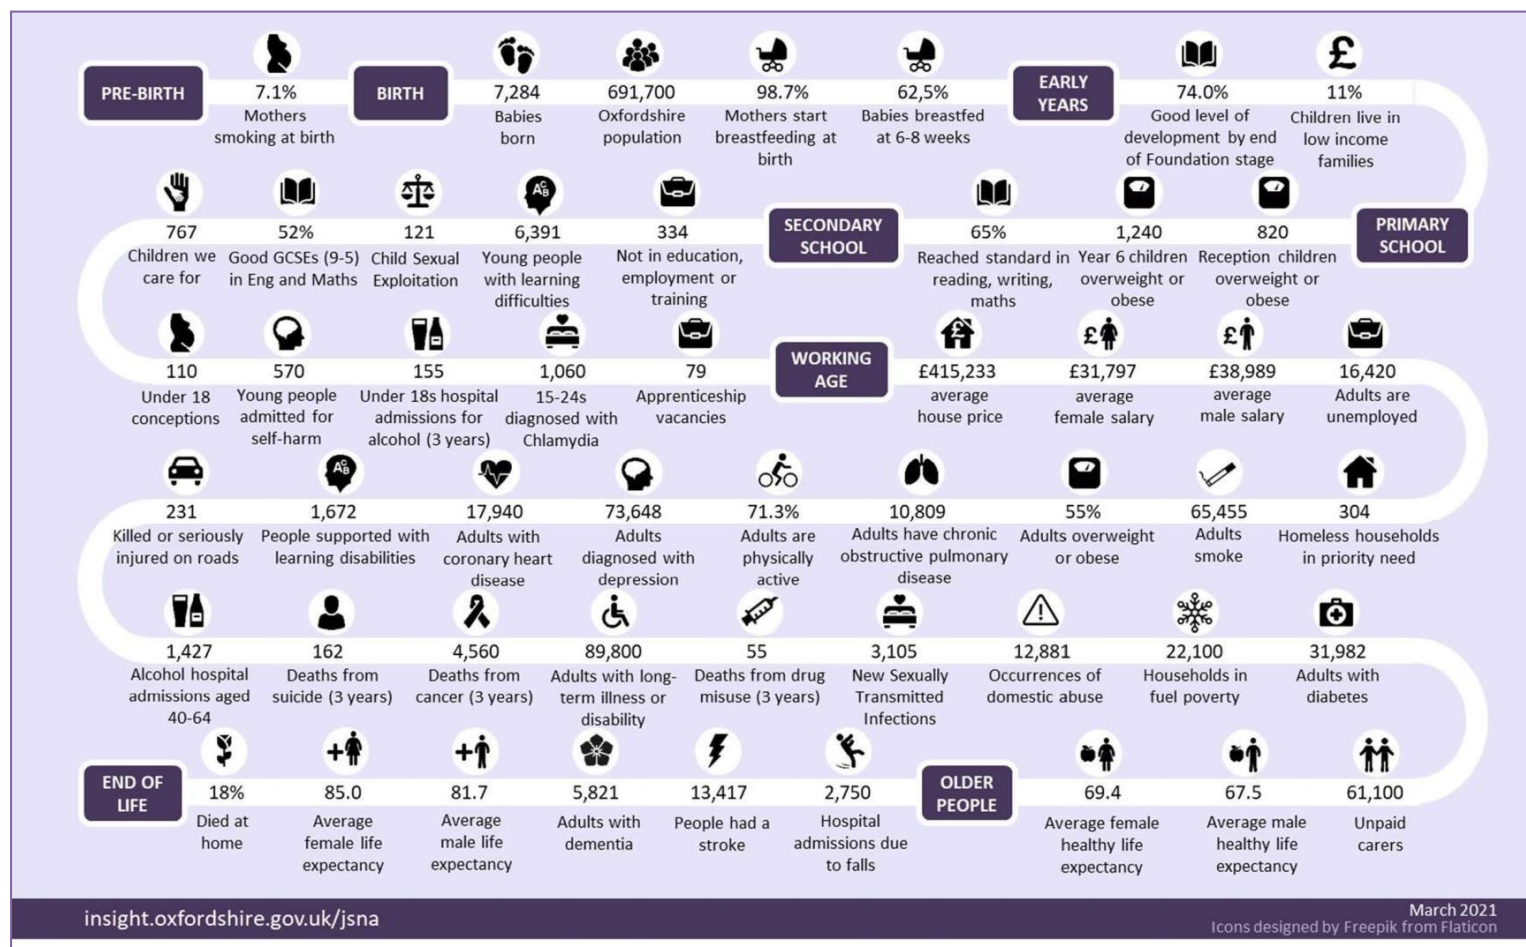 PRE-BIRTH
7.1%
Mothers
smoking at birth
BIRTH
7,284
Babies
born
691,700
Oxfordshire
population
98.7%
Mothers start
breastfeeding at
birth
62,5%
Babies breastfed
at 6-8 weeks
EARLY
YEARS
74.0%
Good level of
development by end
of Foundation stage
11%
Children live in
low income
families
767
Children we
care for
52%
Good GCSEs (9-5)
in Eng and Maths
121
Child Sexual
Exploitation
6,391
Young people
with learning
difficulties
334
Not in education,
employment or
training
SECONDARY
SCHOOL
65%
Reached standard in
reading, writing,
maths
1,240
Year 6 children
overweight or
obese
820
Reception children
overweight or
obese
PRIMARY
SCHOOL
110
Under 18
conceptions
570
Young people
admitted for
self-harm
155
Under 18s hospital
admissions for
alcohol (3 years)
1,060
15-24s
diagnosed with
Chlamydia
79
Apprenticeship
vacancies
WORKING
AGE
£415,233
average
house price
£31,797
average
female salary
£38,989
average
male salary
16,420
Adults are
unemployed
231
Killed or seriously
injured on roads
1,672
People supported with
learning disabilities
17,940
Adults with
coronary heart
disease
73,648
Adults
diagnosed with
depression
71.3%
Adults are
physically
active
10,809
Adults have chronic
obstructive pulmonary
disease
55%
Adults overweight
or obese
65,455
Adults
smoke
304
Homeless households
in priority need
1,427
Alcohol hospital
admissions aged
40-64
162
Deaths from
suicide (3 years)
4,560
Deaths from
cancer (3 years)
89,800
Adults with long-
term illness or
disability
55
Deaths from drug
misuse (3 years)
3,105
New Sexually
Transmitted
Infections
12,881
Occurrences of
domestic abuse
22,100
Households in
fuel poverty
31,982
Adults with
diabetes
END OF
LIFE
18%
Died at
home
85.0
Average
female life
expectancy
81.7
Average
male life
expectancy
5,821
Adults with
dementia
13,417
People had a
stroke
2,750
Hospital
admissions due
to falls
OLDER
PEOPLE
69.4
Average female
healthy life
expectancy
67.5
Average male
healthy life
expectancy
61,100
Unpaid
carers
insight.oxfordshire.gov.uk/jsna
March 2021
Icons designed by Freepik from Flaticon